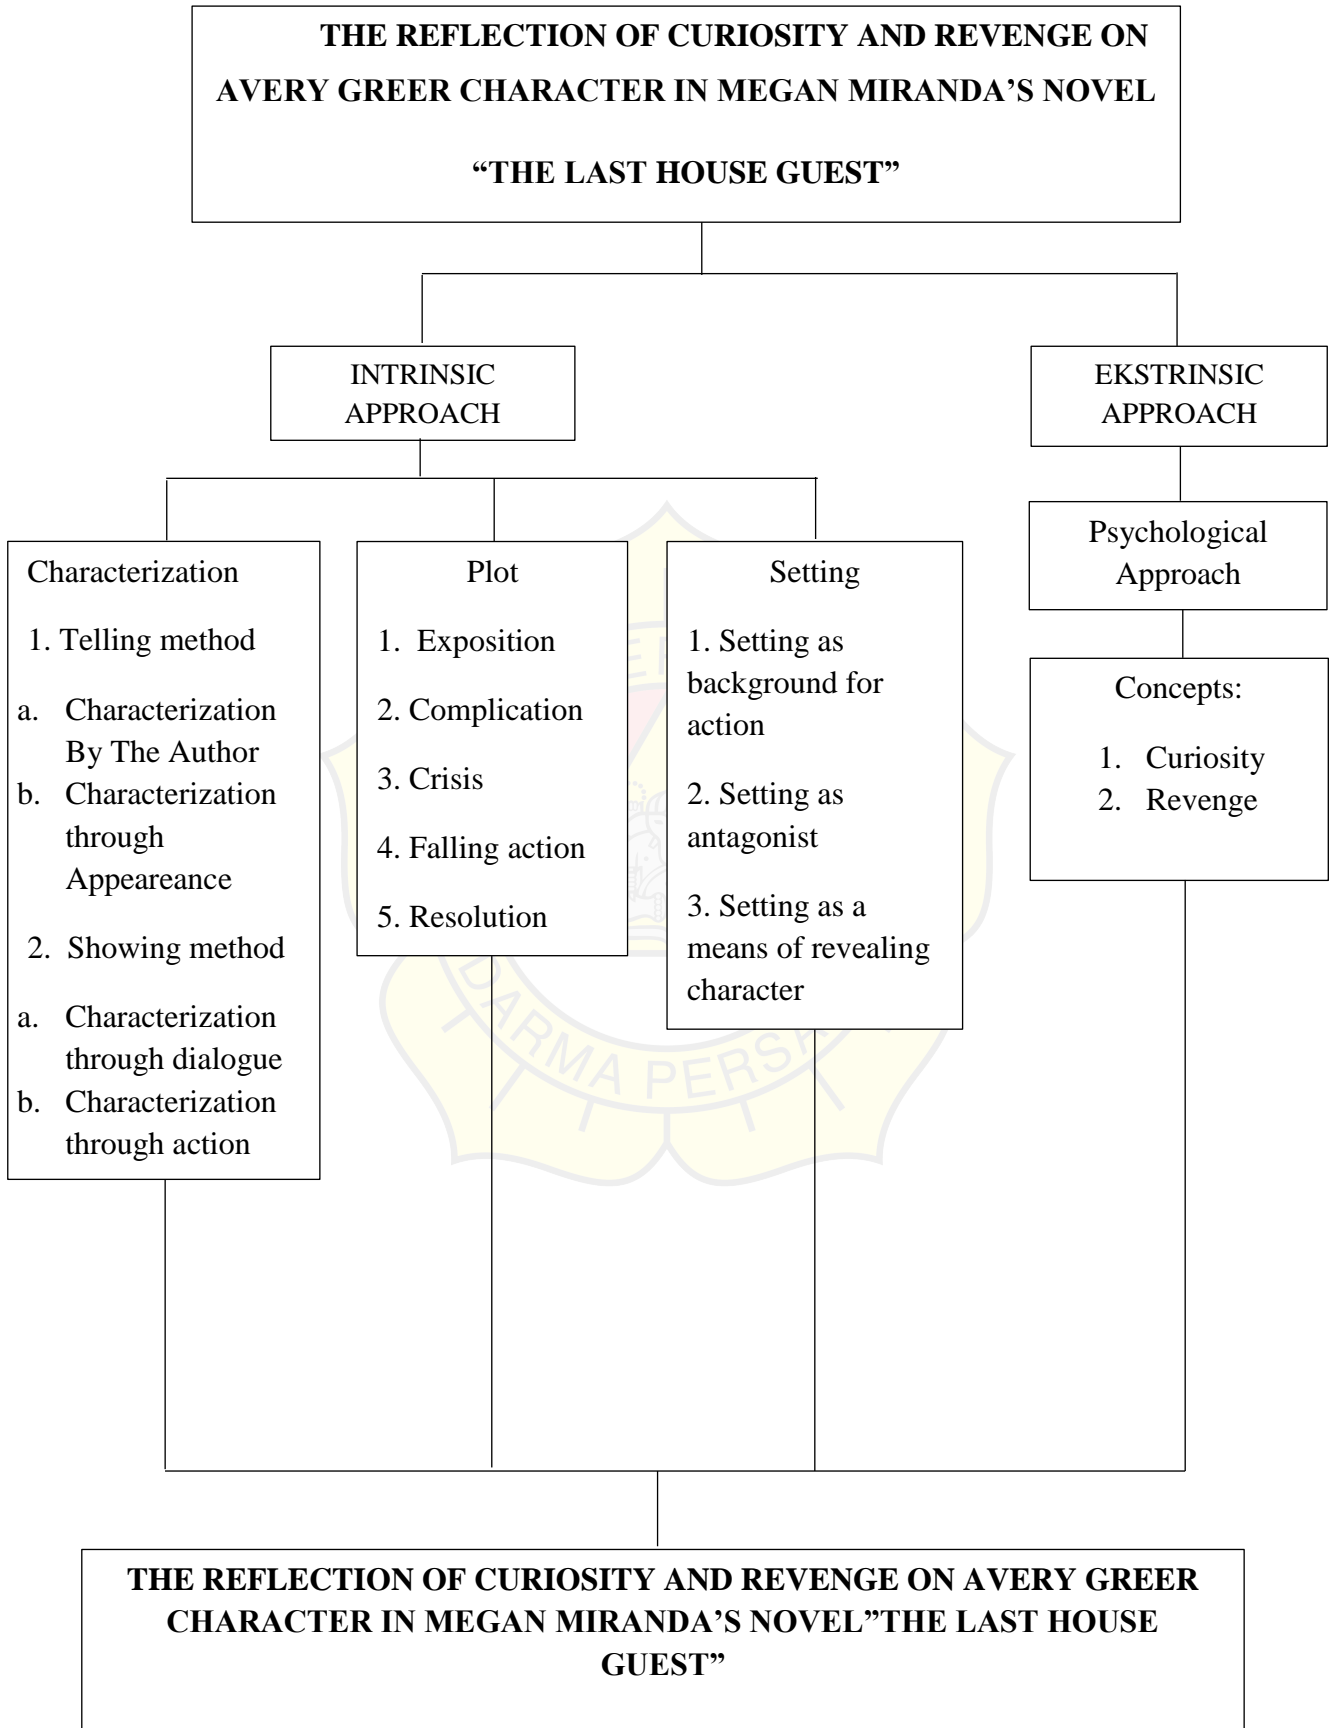 THE REFLECTION OF CURIOSITY AND REVENGE ON
AVERY GREER CHARACTER IN MEGAN MIRANDA’S NOVEL
“THE LAST HOUSE GUEST”
INTRINSIC
APPROACH
EKSTRINSIC
APPROACH
Characterization
1. Telling method
a. Characterization
By The Author
b. Characterization
through
Appeareance
2. Showing method
a. Characterization
through dialogue
b. Characterization
through action
Plot
1. Exposition
2. Complication
3. Crisis
4. Falling action
5. Resolution
Setting
1. Setting as
background for
action
2. Setting as
antagonist
3. Setting as a
means of revealing
character
Psychological
Approach
Concepts:
1. Curiosity
2. Revenge
DARMA PERS
THE REFLECTION OF CURIOSITY AND REVENGE ON AVERY GREER
CHARACTER IN MEGAN MIRANDA’S NOVEL”THE LAST HOUSE
GUEST”